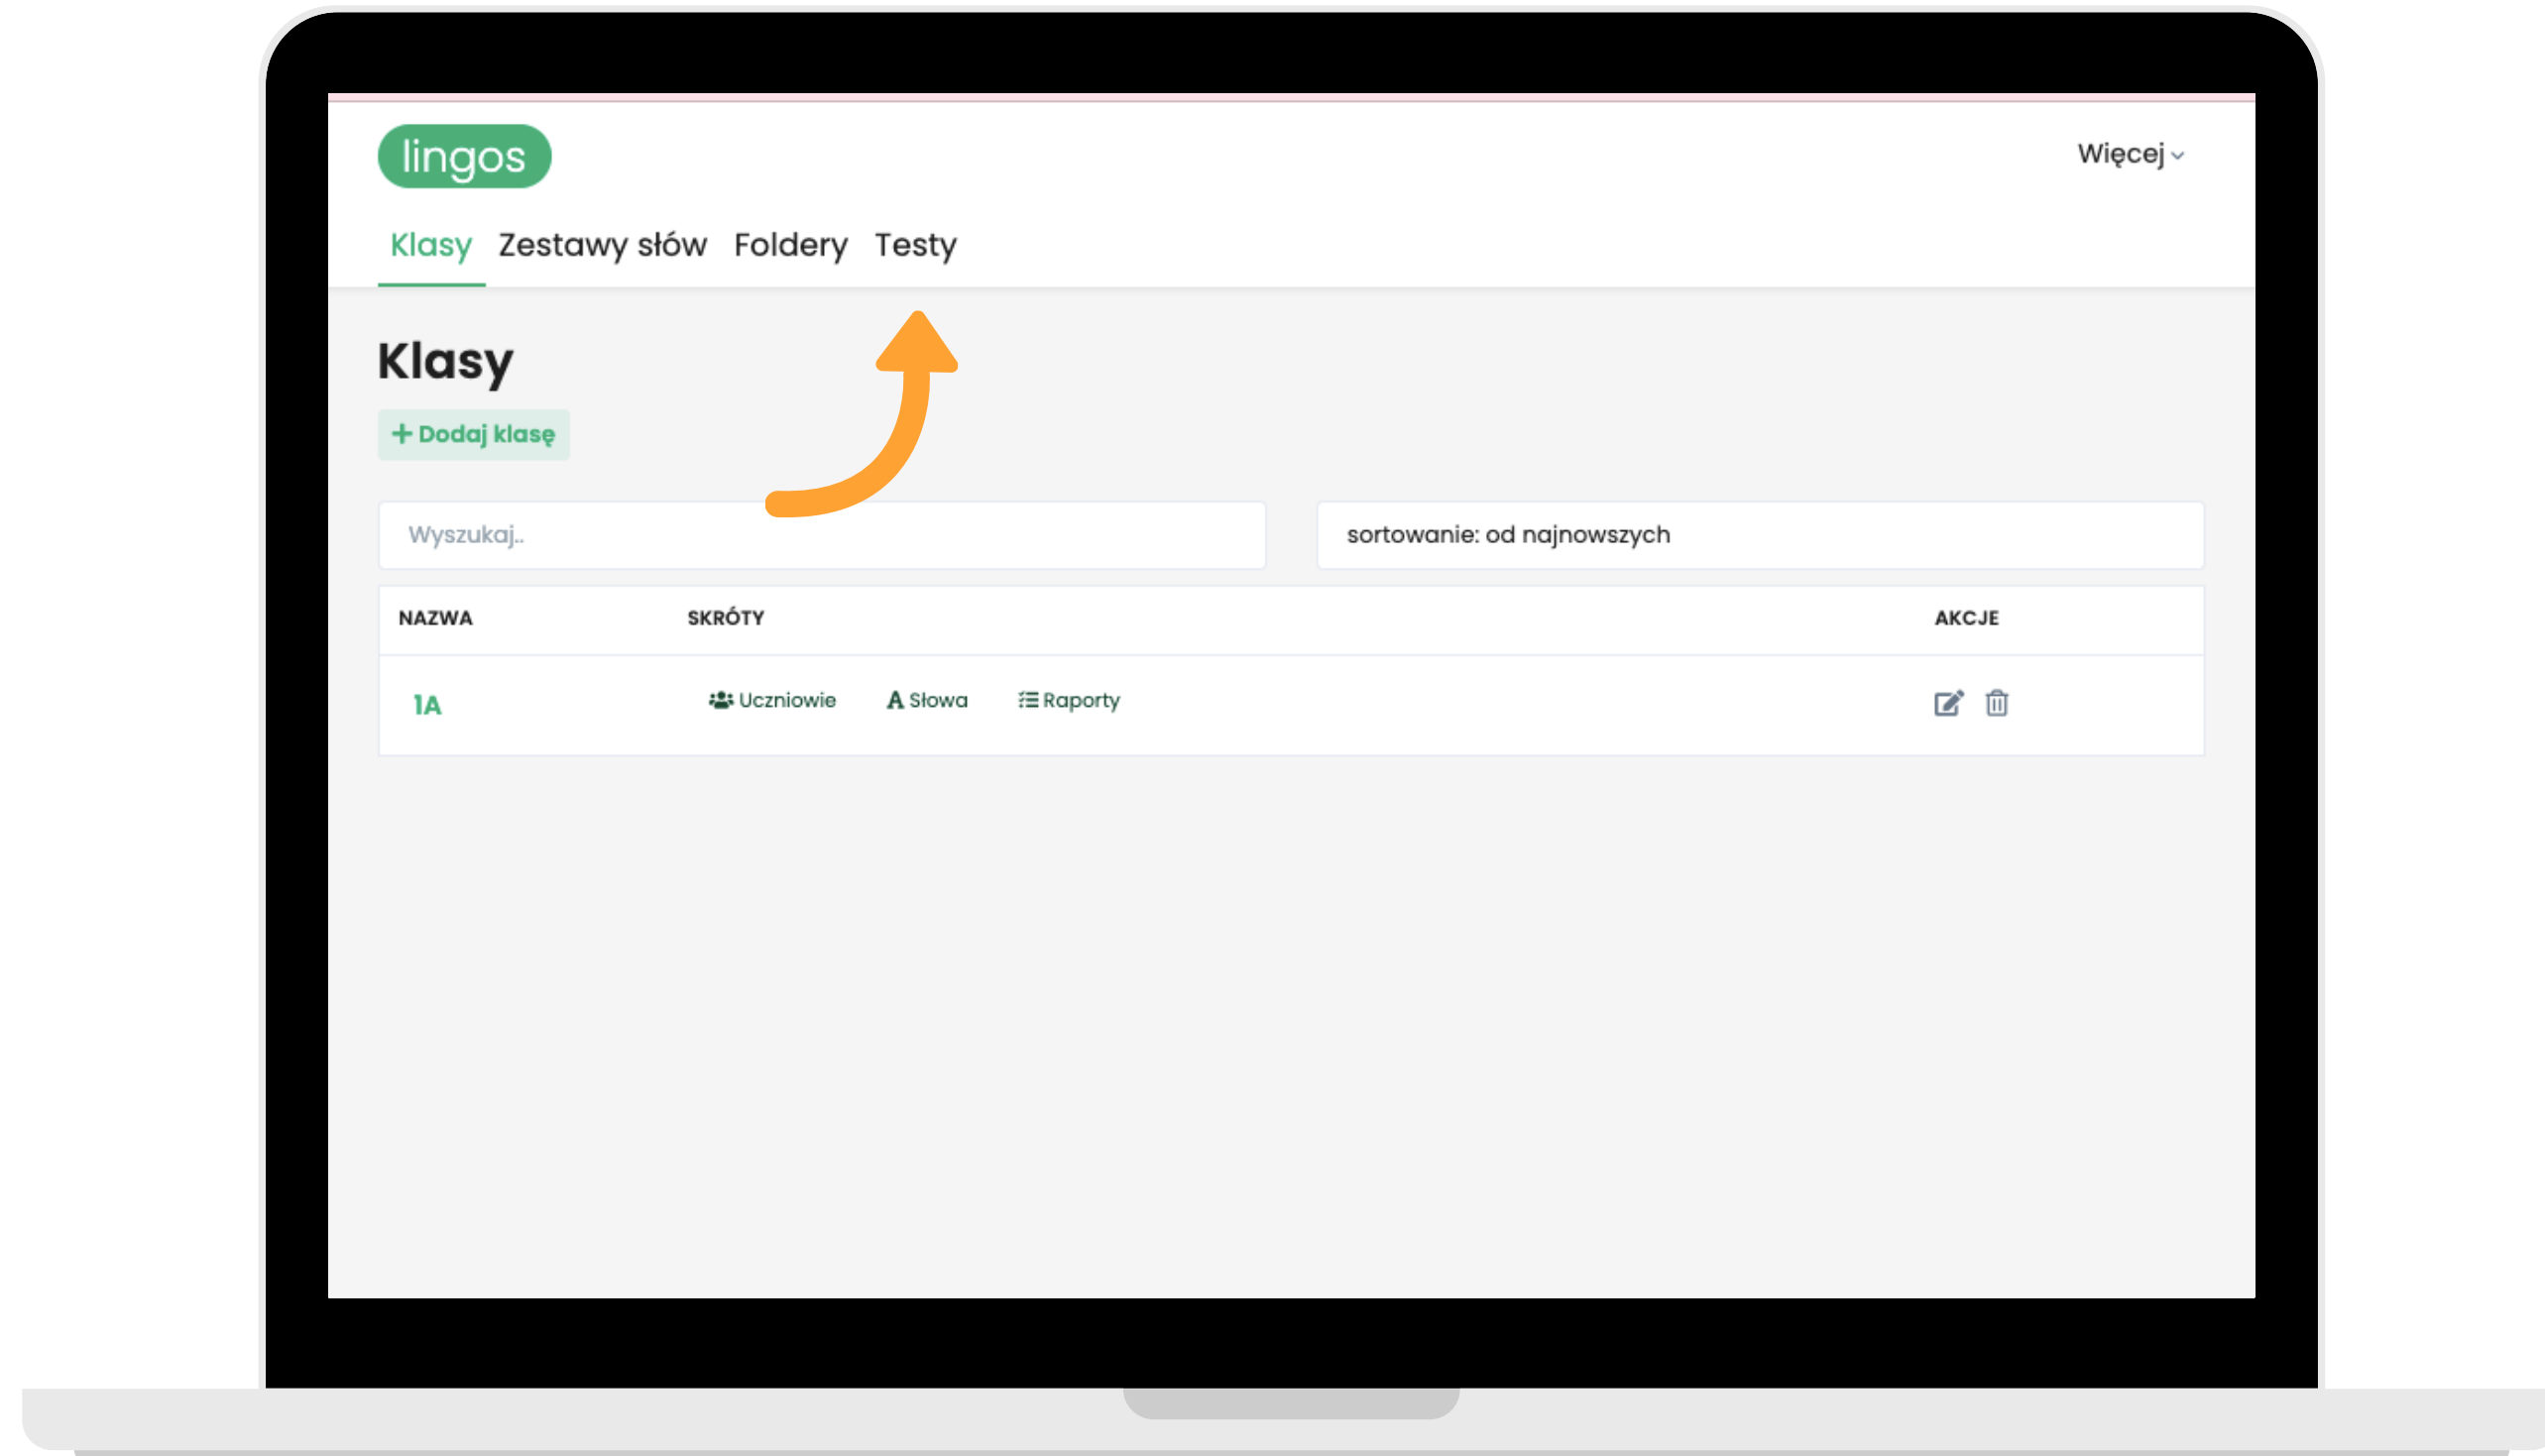 lingos
Więcej
Klasy Zestawy słów Foldery Testy
Klasy
+ Dodaj klasę
Wyszukaj.. sortowanie: od najnowszych
NAZWA SKRÓTY AKCJE
1A Uczniowie A Słowa Raporty